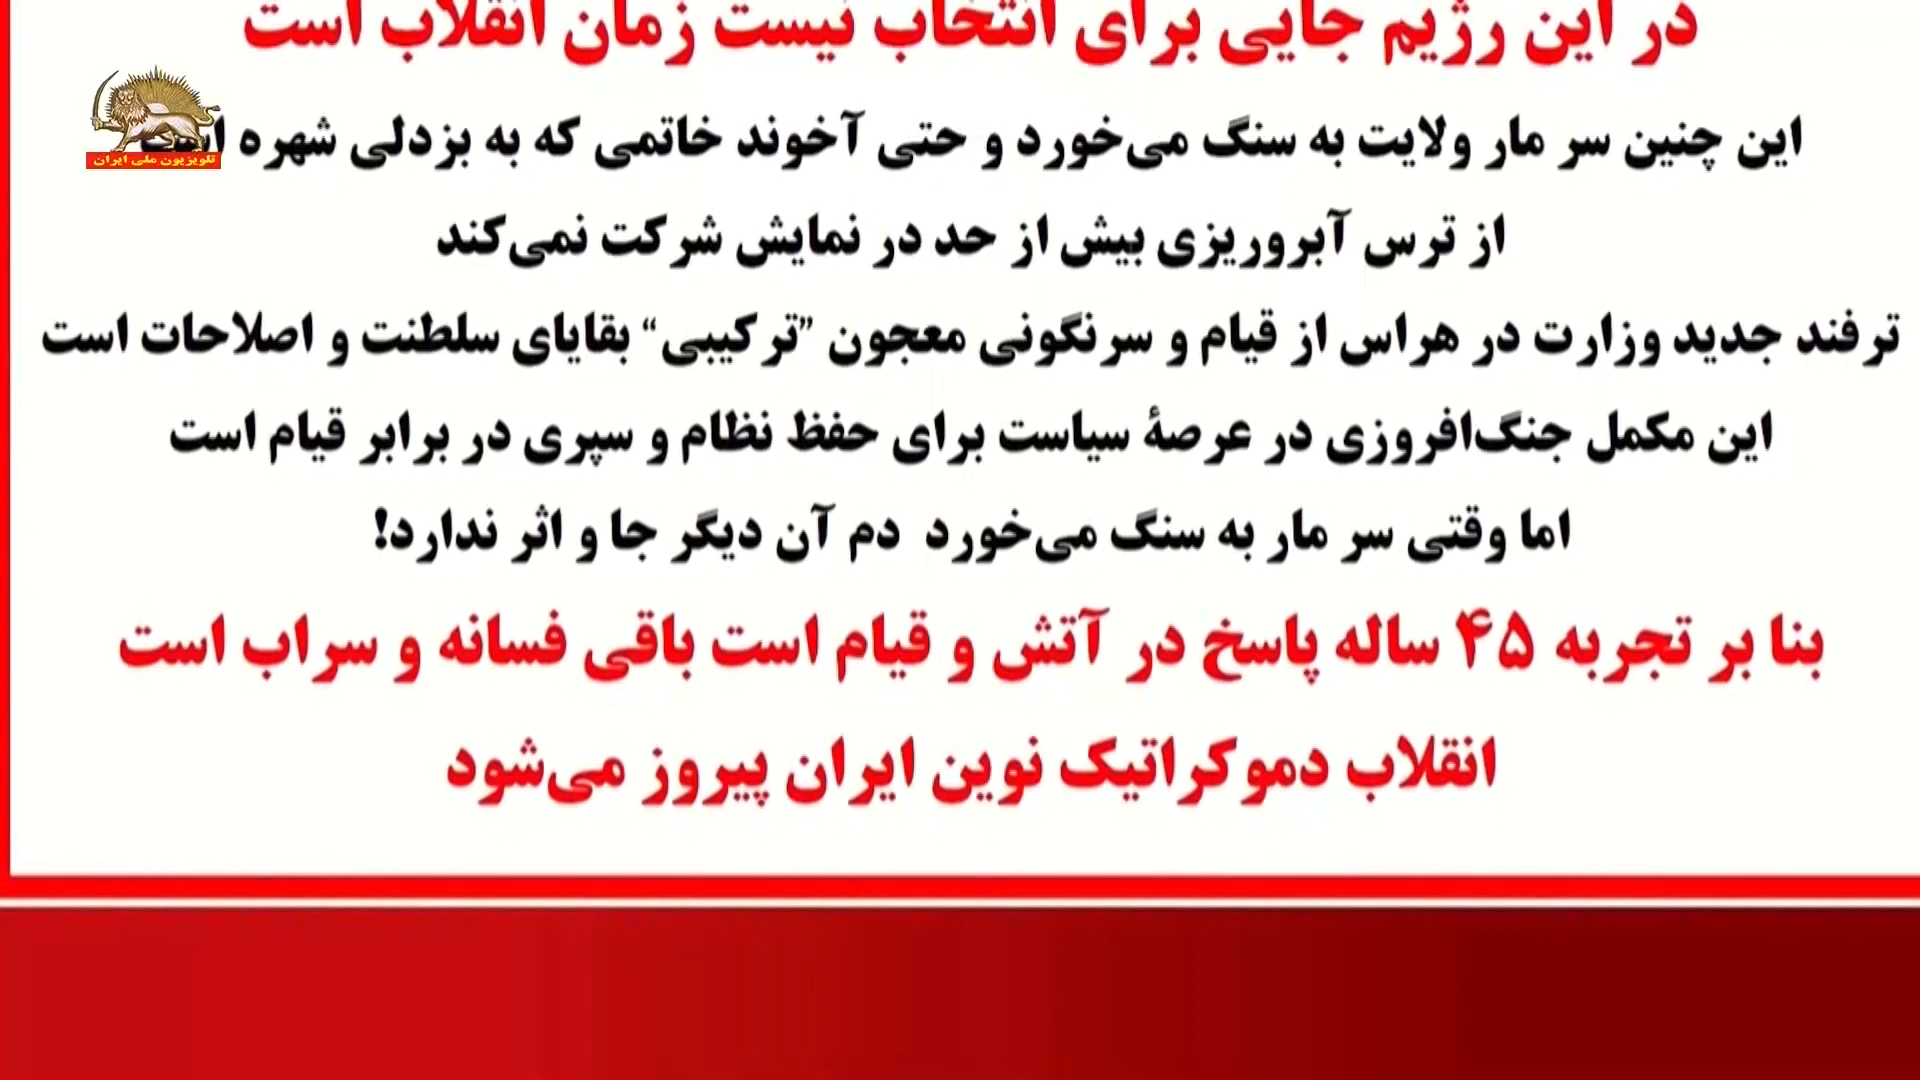 در این رژیم جایی برای انتخاب نیست زمان انقلاب است
این چنین سر مار ولایت به سنگ می‌خورد و حتی آخوند خاتمی که به بزدلی شهره است
تلویزیون ملی ایران
از ترس آبروریزی بیش از حد در نمایش شرکت نمی‌کند
ترفند جدید وزارت در هراس از قیام و سرنگونی معجون ”ترکیبی“ بقایای سلطنت و اصلاحات است
این مکمل جنگ‌افروزی در عرصهٔ سیاست برای حفظ نظام و سپری در برابر قیام است
اما وقتی سر مار به سنگ می‌خورد دم آن دیگر جا و اثر ندارد!
بنا بر تجربه ۴۵ ساله پاسخ در آتش و قیام است باقی فسانه و سراب است
انقلاب دموکراتیک نوین ایران پیروز می‌شود